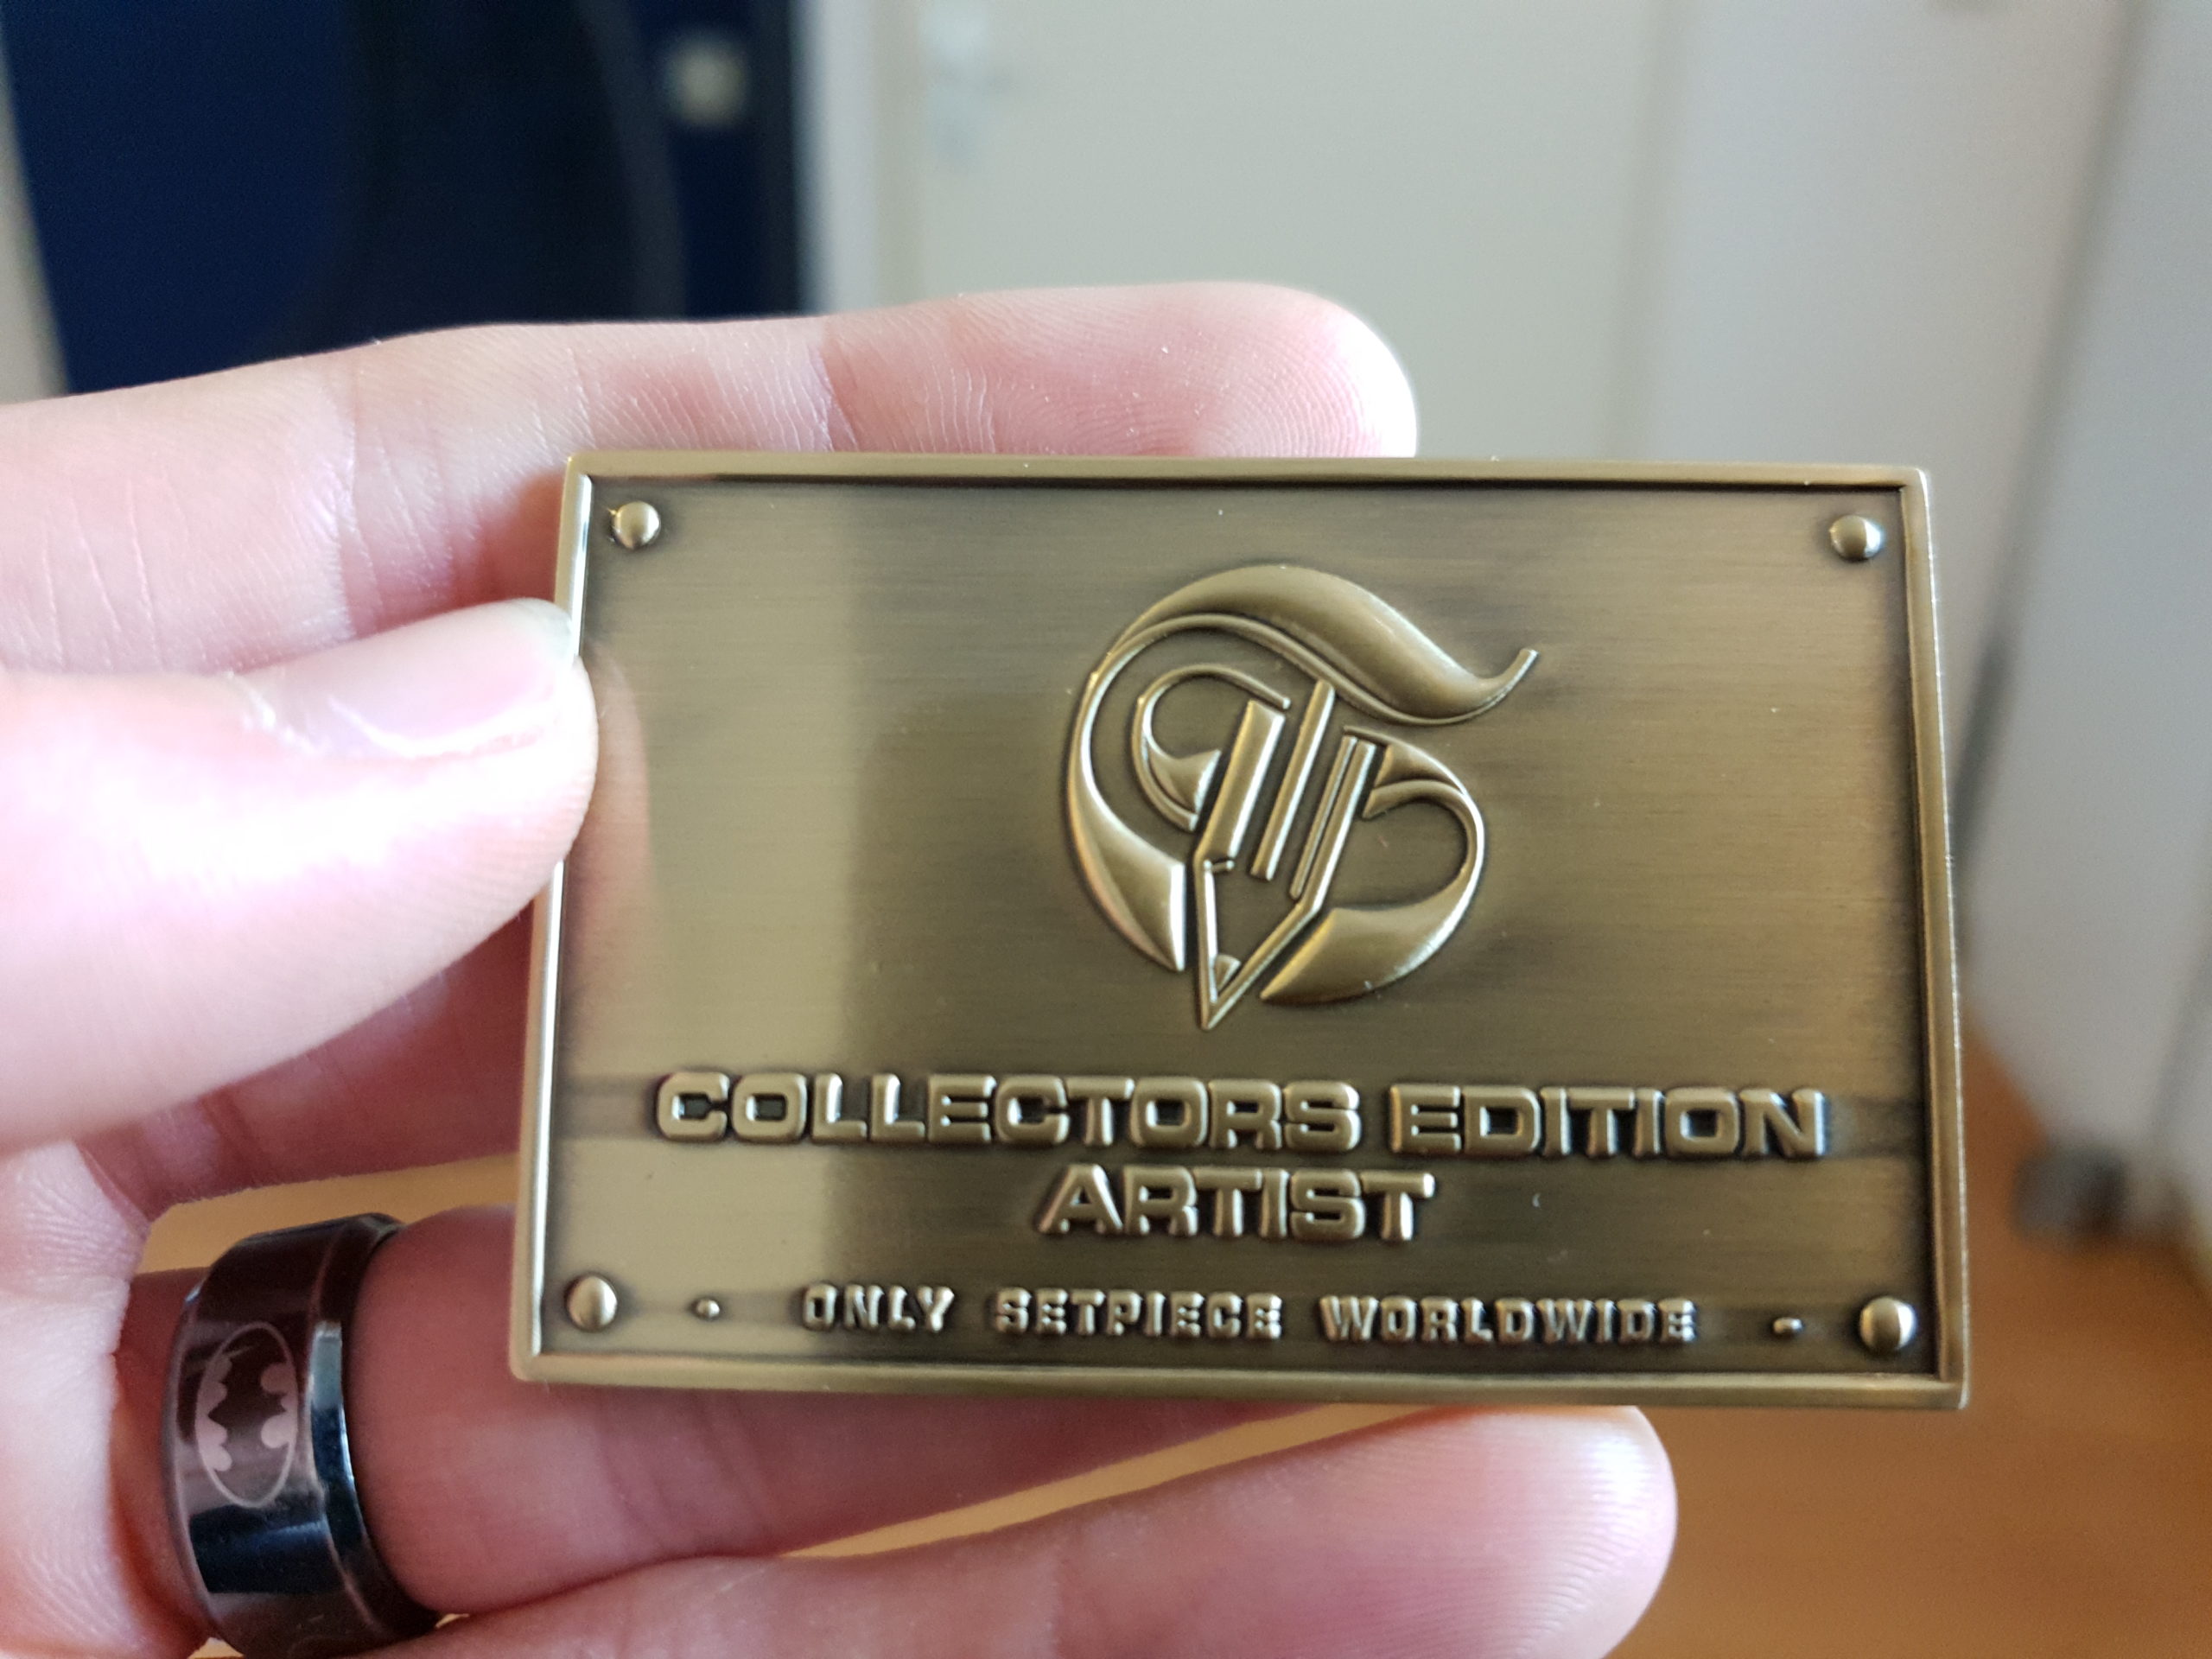 COLLECTORS EDITION
ARTIST
· ONLY SETPIECE WORLDWIDE ·